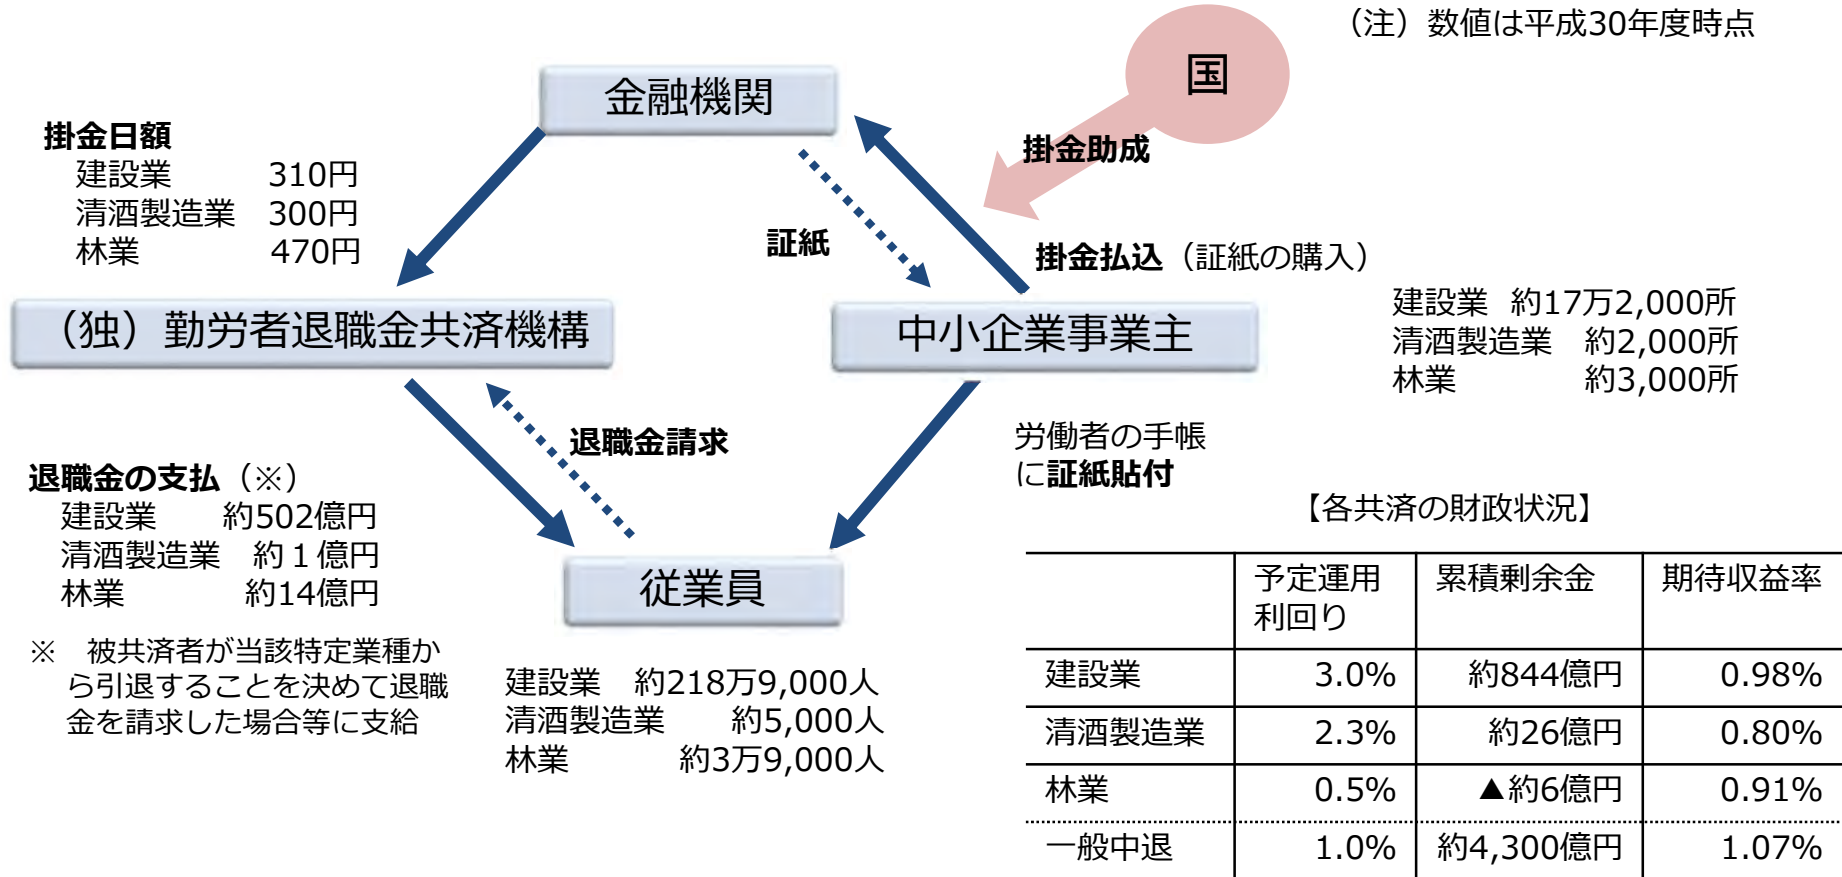 （注）数値は平成30年度時点
国
金融機関
掛金日額
建設業 310円
清酒製造業 300円
林業 470円
掛金助成
証紙
掛金払込（証紙の購入）
（独）勤労者退職金共済機構
中小企業事業主
建設業 約17万2,000所
清酒製造業 約2,000所
林業 約3,000所
退職金請求
労働者の手帳
に証紙貼付
退職金の支払（※）
建設業 約502億円
清酒製造業 約１億円
林業 約14億円
従業員
※ 被共済者が当該特定業種か
ら引退することを決めて退職
金を請求した場合等に支給
建設業 約218万9,000人
清酒製造業 約5,000人
林業 約3万9,000人
【各共済の財政状況】
予定運用
利回り
累積剰余金
期待収益率
建設業 3.0% 約844億円 0.98%
清酒製造業 2.3% 約26億円 0.80%
林業 0.5% ▲約6億円 0.91%
一般中退 1.0% 約4,300億円 1.07%